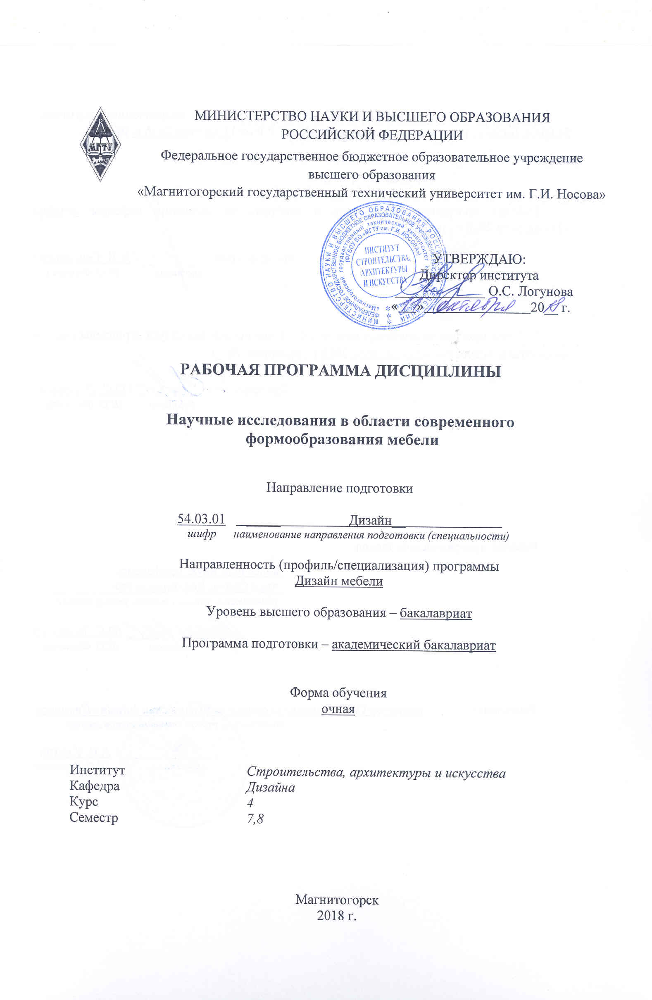 МИНИСТЕРСТВО НАУКИ И ВЫСШЕГО ОБРАЗОВАНИЯ
РОССИЙСКОЙ ФЕДЕРАЦИИ
Федеральное государственное бюджетное образовательное учреждение
высшего образования
«Магнитогорский государственный технический университет им. Г.И. Носова»
МГТУ
МИНИСТЕРСТВО НАУКИ И ВЫСШЕГО ОБРАЗОВАНИЯ РОССИЙСКОЙ ФЕДЕРАЦИИ
ФЕДЕРАЛЬНОЕ ГОСУДАРСТВЕННОЕ БЮДЖЕТНОЕ ОБРАЗОВАТЕЛЬНОЕ УЧРЕЖДЕНИЕ
«Магнитогорский государственный технический университет
(ФГБОУ ВО «МГТУ им. Г.И. НОСОВА»)
ИНСТИТУТ
СТРОИТЕЛЬСТВА,
АРХИТЕКТУРЫ
И ИСКУССТВА
УТВЕРЖДАЮ:
Директор института
О.С. Логунова
« » октября 2018 г.
РАБОЧАЯ ПРОГРАММА ДИСЦИПЛИНЫ
Научные исследования в области современного
формообразования мебели
Направление подготовки
54.03.01 Дизайн
шифр наименование направления подготовки (специальности)
Направленность (профиль/специализация) программы
Дизайн мебели
Уровень высшего образования – бакалавриат
Программа подготовки – академический бакалавриат
Форма обучения
очная
Институт Строительства, архитектуры и искусства
Кафедра Дизайна
Курс 4
Семестр 7,8
Магнитогорск
2018 г.